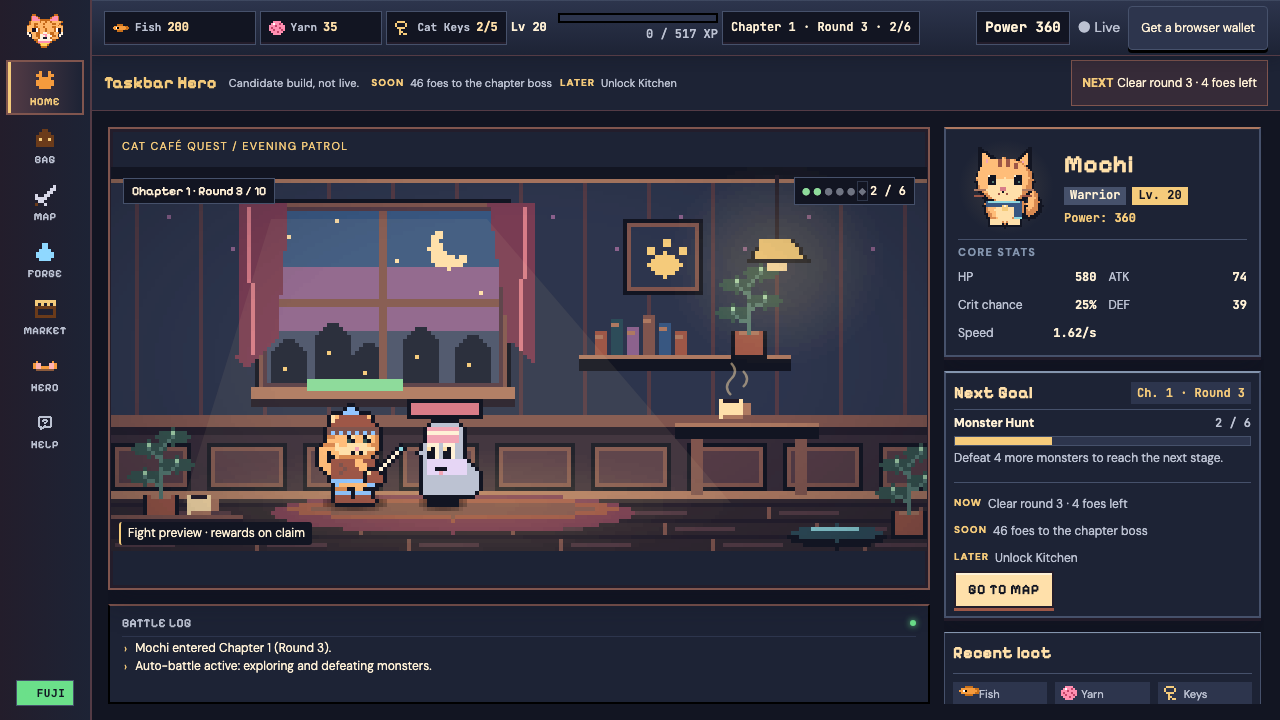 Fish 200
Yarn 35
Cat Keys 2/5
Lv 20
0 / 517 XP
Chapter 1 · Round 3 · 2/6
Power 360
Live
Get a browser wallet
HOME
BAG
MAP
FORGE
MARKET
HERO
HELP
FUJI
Taskbar Hero
Candidate build, not live.
SOON 46 foes to the chapter boss
LATER Unlock Kitchen
NEXT Clear round 3 · 4 foes left
CAT CAFÉ QUEST / EVENING PATROL
Chapter 1 · Round 3 / 10
2 / 6
Fight preview · rewards on claim
BATTLE LOG
› Mochi entered Chapter 1 (Round 3).
› Auto-battle active: exploring and defeating monsters.
Mochi
Warrior
Lv. 20
Power: 360
CORE STATS
HP 580 ATK 74
Crit chance 25% DEF 39
Speed 1.62/s
Next Goal
Ch. 1 · Round 3
Monster Hunt 2 / 6
Defeat 4 more monsters to reach the next stage.
NOW Clear round 3 · 4 foes left
SOON 46 foes to the chapter boss
LATER Unlock Kitchen
GO TO MAP
Recent loot
Fish
Yarn
Keys